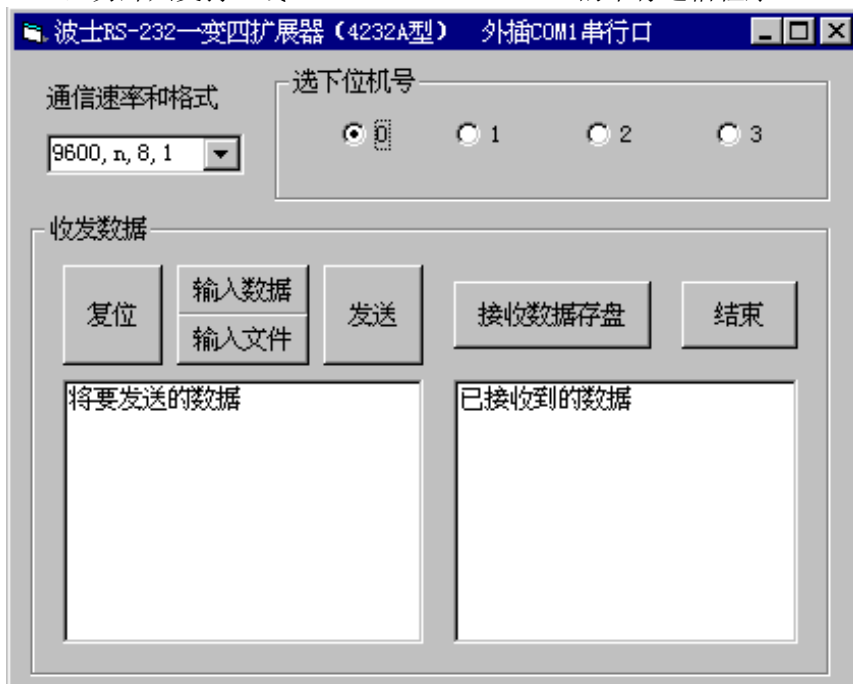 波士RS-232一变四扩展器(4232A型) 外插COM1串行口
通信速率和格式
9600, n, 8, 1
选下位机号
0 1 2 3
收发数据
复位
输入数据
输入文件
发送
接收数据存盘
结束
将要发送的数据
已接收到的数据